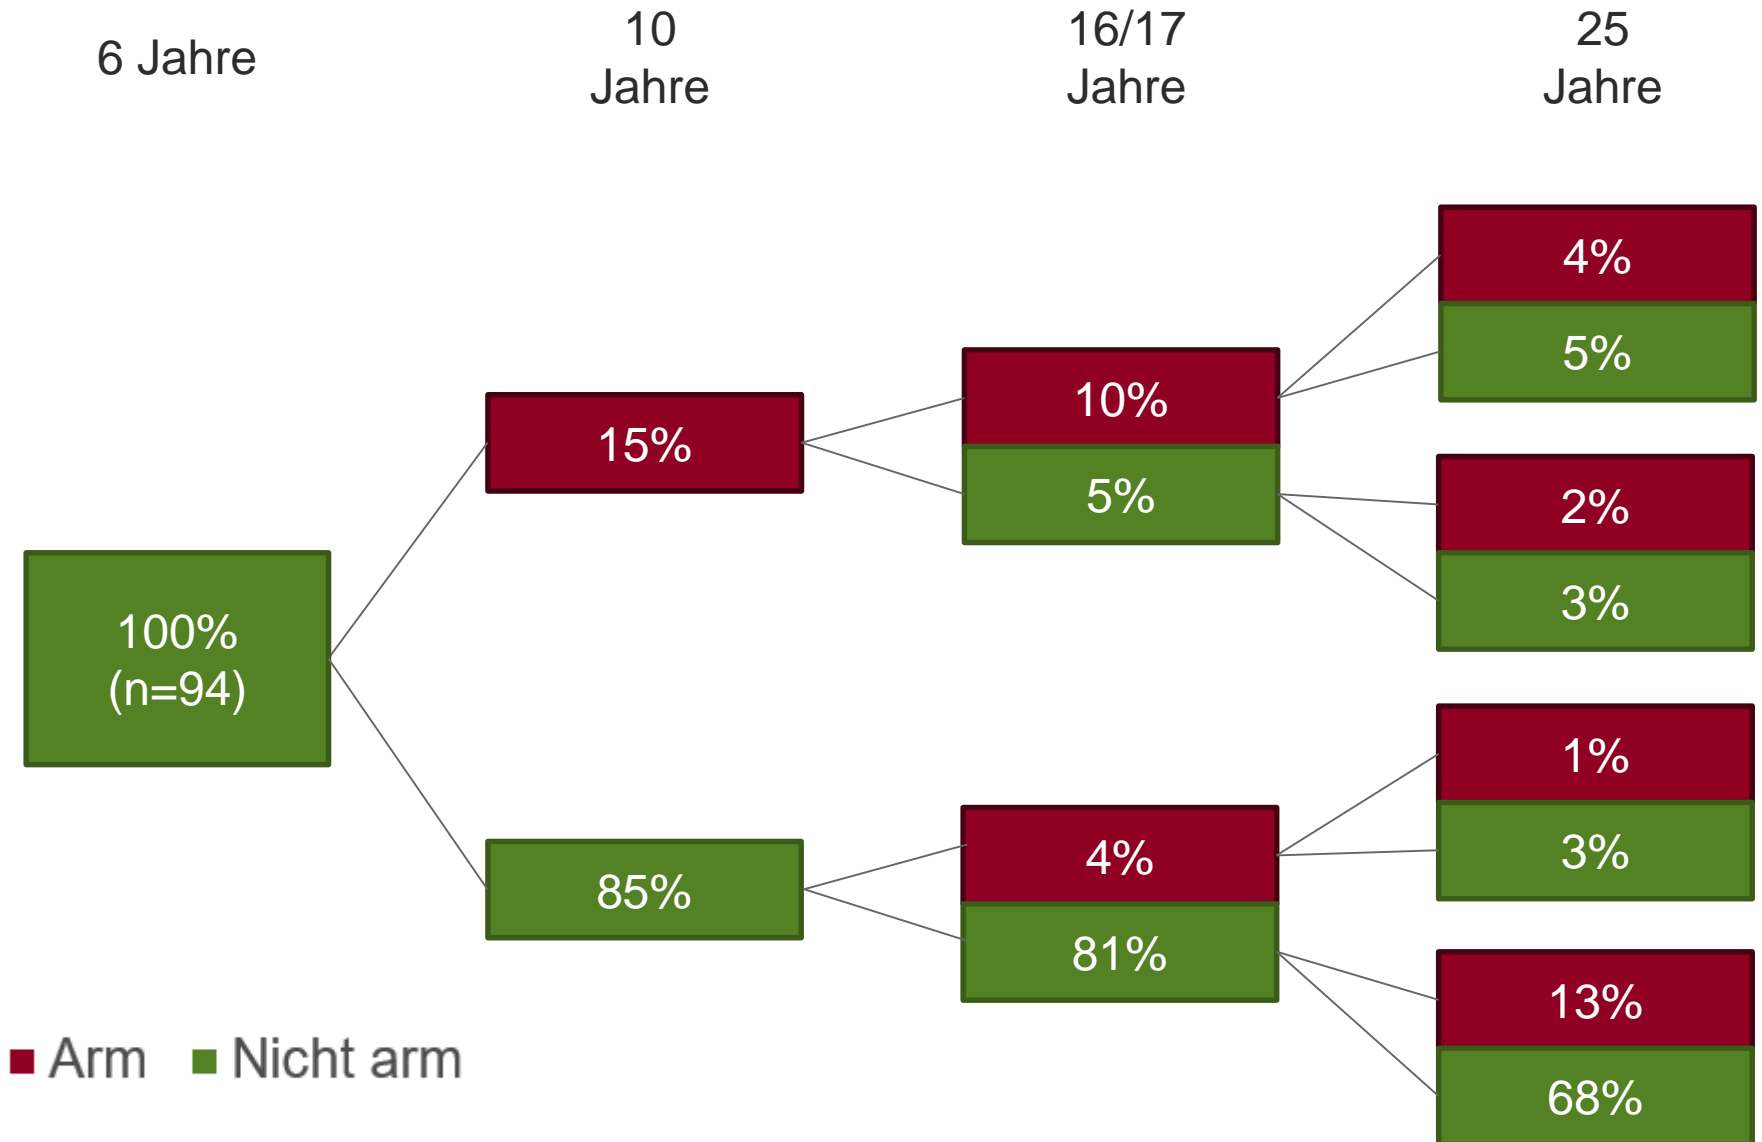 6 Jahre
10
Jahre
16/17
Jahre
25
Jahre
100%
(n=94)
15%
85%
10%
5%
4%
81%
4%
5%
2%
3%
1%
3%
13%
68%
Arm
Nicht arm